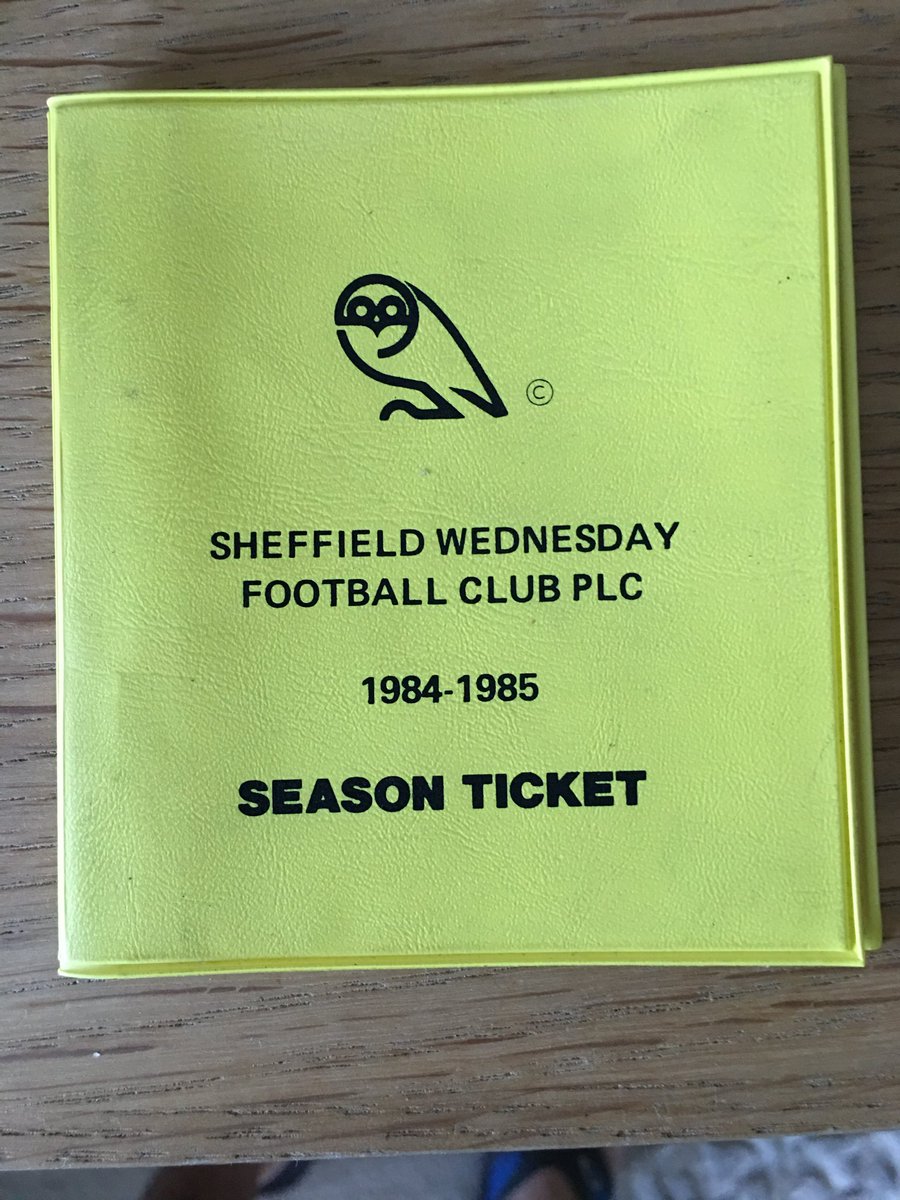 ©
SHEFFIELD WEDNESDAY
FOOTBALL CLUB PLC
1984-1985
SEASON TICKET